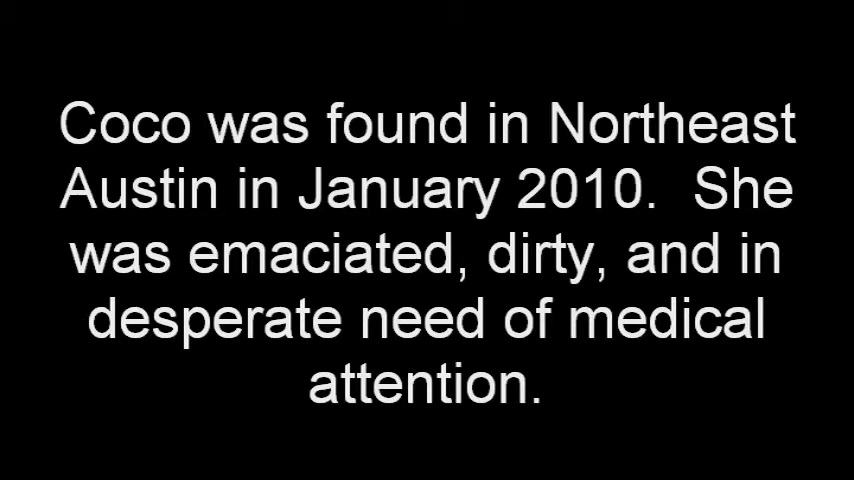 Coco was found in Northeast
Austin in January 2010.  She
was emaciated, dirty, and in
desperate need of medical
attention.